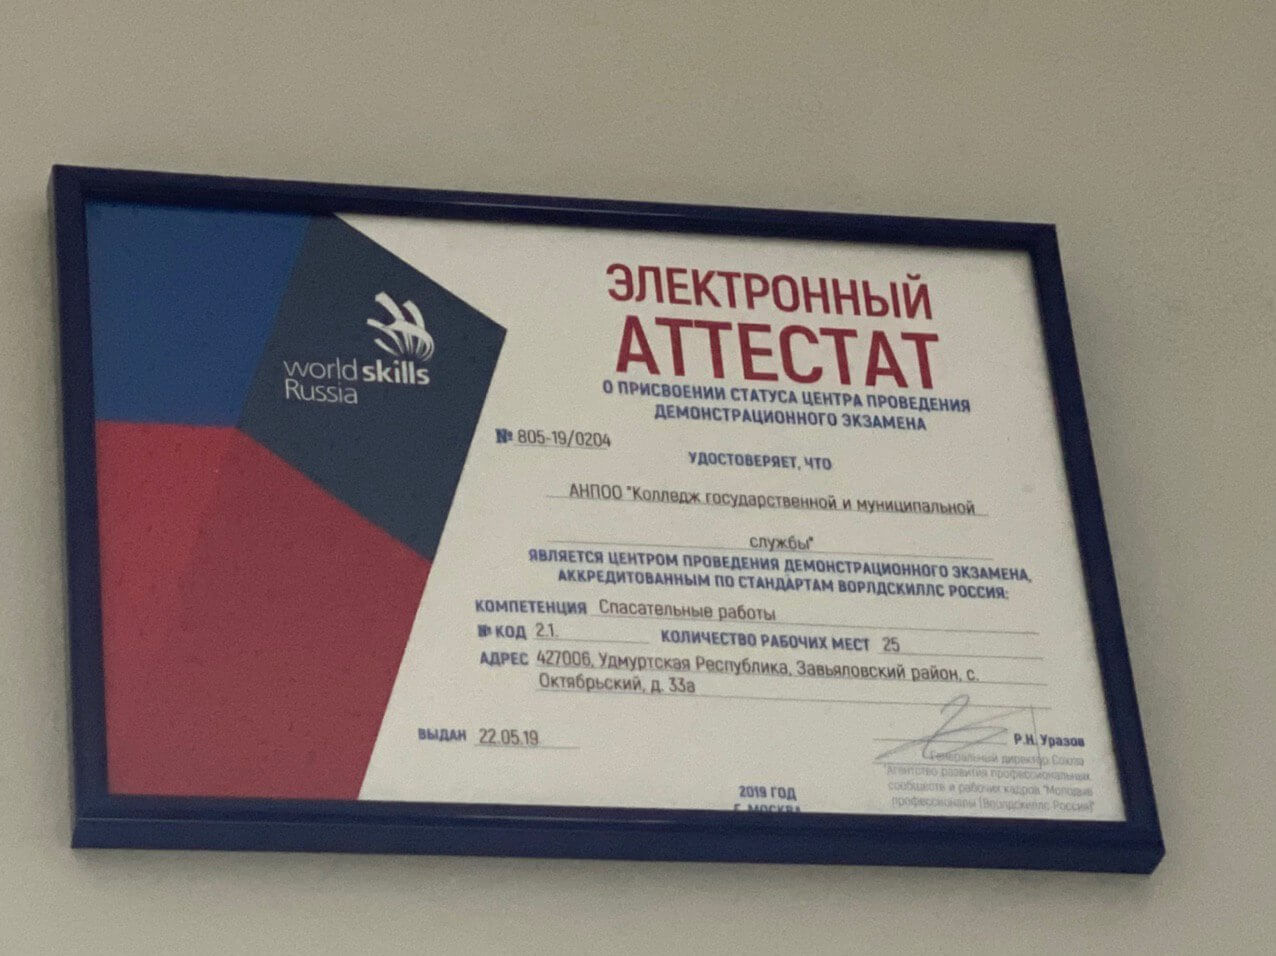 world skills
Russia
ЭЛЕКТРОННЫЙ
АТТЕСТАТ
О ПРИСВОЕНИИ СТАТУСА ЦЕНТРА ПРОВЕДЕНИЯ
ДЕМОНСТРАЦИОННОГО ЭКЗАМЕНА
№ 805-19/0204
УДОСТОВЕРЯЕТ, ЧТО
АНПОО "Колледж государственной и муниципальной
службы"
ЯВЛЯЕТСЯ ЦЕНТРОМ ПРОВЕДЕНИЯ ДЕМОНСТРАЦИОННОГО ЭКЗАМЕНА,
АККРЕДИТОВАННЫМ ПО СТАНДАРТАМ ВОРЛДСКИЛЛС РОССИЯ:
КОМПЕТЕНЦИЯ Спасательные работы
№ КОД 2.1. КОЛИЧЕСТВО РАБОЧИХ МЕСТ 25
АДРЕС 427006, Удмуртская Республика, Завьяловский район, с.
Октябрьский, д. 33а
ВЫДАН 22.05.19
Р.Н. Уразов
Генеральный директор Союза
"Агентство развития профессиональных
сообществ и рабочих кадров "Молодые
профессионалы (Ворлдскиллс Россия)"
2019 ГОД
Г. МОСКВА